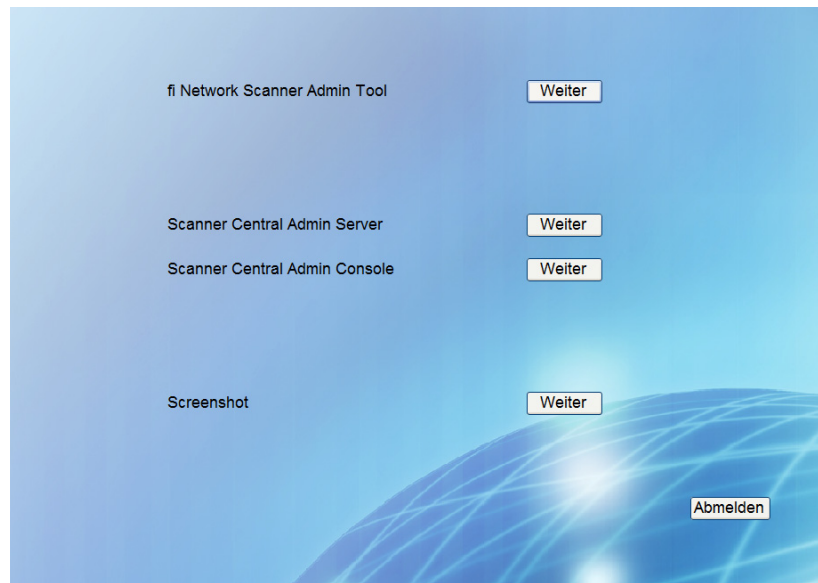 fi Network Scanner Admin Tool Weiter
Scanner Central Admin Server Weiter
Scanner Central Admin Console Weiter
Screenshot Weiter
Abmelden